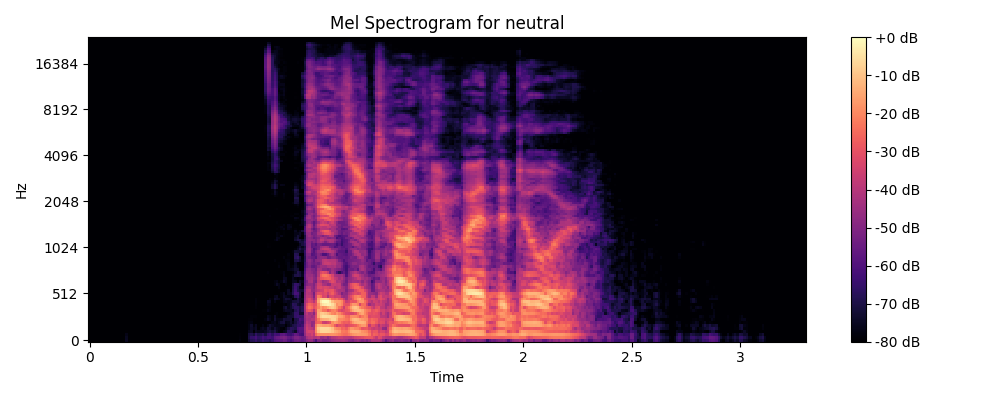 Mel Spectrogram for neutral
Hz
16384
8192
4096
2048
1024
512
0
0 0.5 1 1.5 2 2.5 3
Time
+0 dB
-10 dB
-20 dB
-30 dB
-40 dB
-50 dB
-60 dB
-70 dB
-80 dB